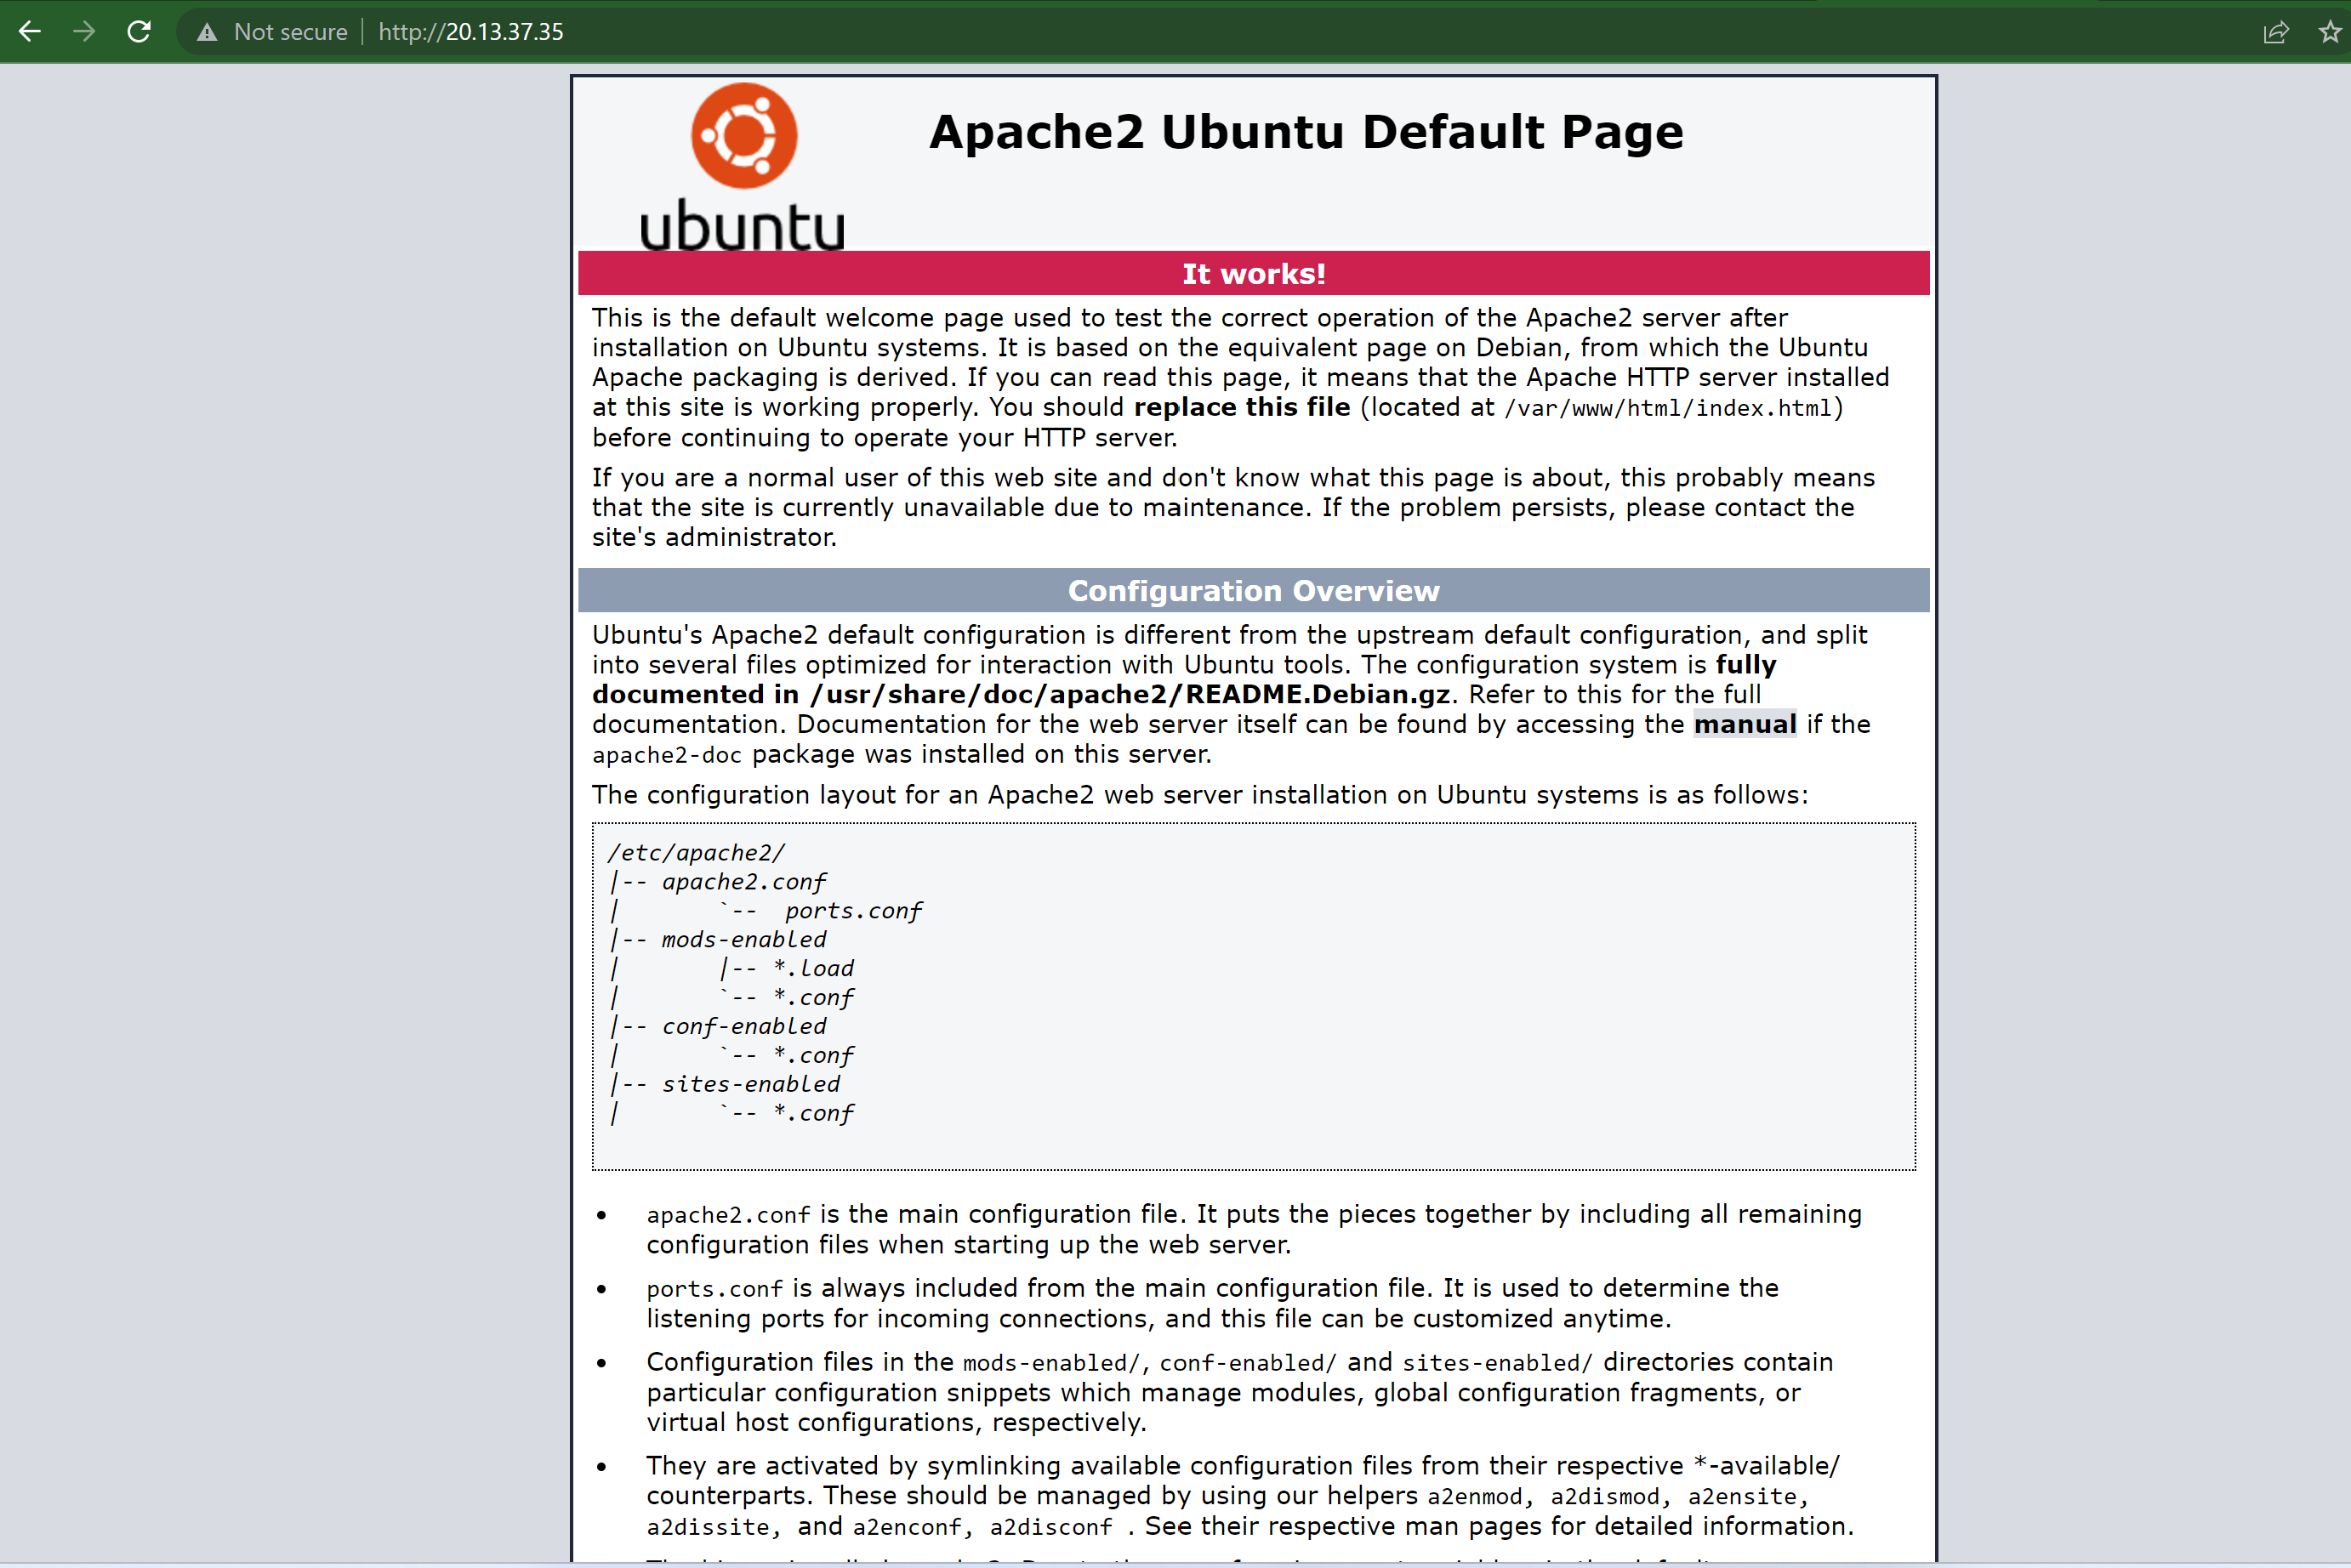 Not secure | http://20.13.37.35
Apache2 Ubuntu Default Page
ubuntu
It works!
This is the default welcome page used to test the correct operation of the Apache2 server after
installation on Ubuntu systems. It is based on the equivalent page on Debian, from which the Ubuntu
Apache packaging is derived. If you can read this page, it means that the Apache HTTP server installed
at this site is working properly. You should replace this file (located at /var/www/html/index.html)
before continuing to operate your HTTP server.
If you are a normal user of this web site and don't know what this page is about, this probably means
that the site is currently unavailable due to maintenance. If the problem persists, please contact the
site's administrator.
Configuration Overview
Ubuntu's Apache2 default configuration is different from the upstream default configuration, and split
into several files optimized for interaction with Ubuntu tools. The configuration system is fully
documented in /usr/share/doc/apache2/README.Debian.gz. Refer to this for the full
documentation. Documentation for the web server itself can be found by accessing the manual if the
apache2-doc package was installed on this server.
The configuration layout for an Apache2 web server installation on Ubuntu systems is as follows:
/etc/apache2/
|-- apache2.conf
|       `--  ports.conf
|-- mods-enabled
|       |-- *.load
|       `-- *.conf
|-- conf-enabled
|       `-- *.conf
|-- sites-enabled
|       `-- *.conf
• apache2.conf is the main configuration file. It puts the pieces together by including all remaining
configuration files when starting up the web server.
• ports.conf is always included from the main configuration file. It is used to determine the
listening ports for incoming connections, and this file can be customized anytime.
• Configuration files in the mods-enabled/, conf-enabled/ and sites-enabled/ directories contain
particular configuration snippets which manage modules, global configuration fragments, or
virtual host configurations, respectively.
• They are activated by symlinking available configuration files from their respective *-available/
counterparts. These should be managed by using our helpers a2enmod, a2dismod, a2ensite,
a2dissite, and a2enconf, a2disconf . See their respective man pages for detailed information.